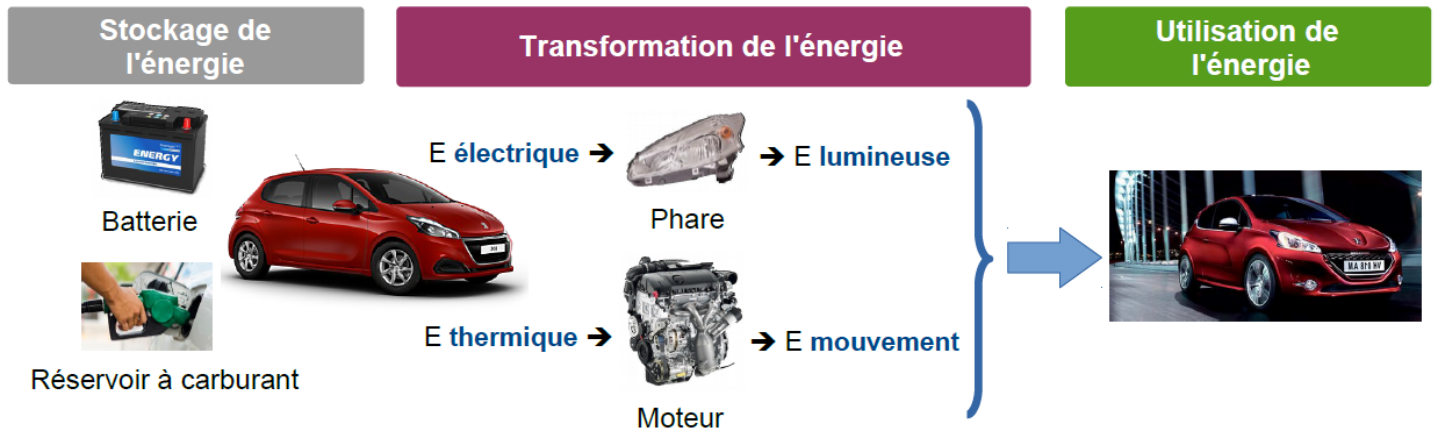 Stockage de
l'énergie
Transformation de l'énergie
Utilisation de
l'énergie
ENERGY
Batterie
E électrique ➔
➔ E lumineuse
Phare
Réservoir à carburant
E thermique ➔
➔ E mouvement
Moteur